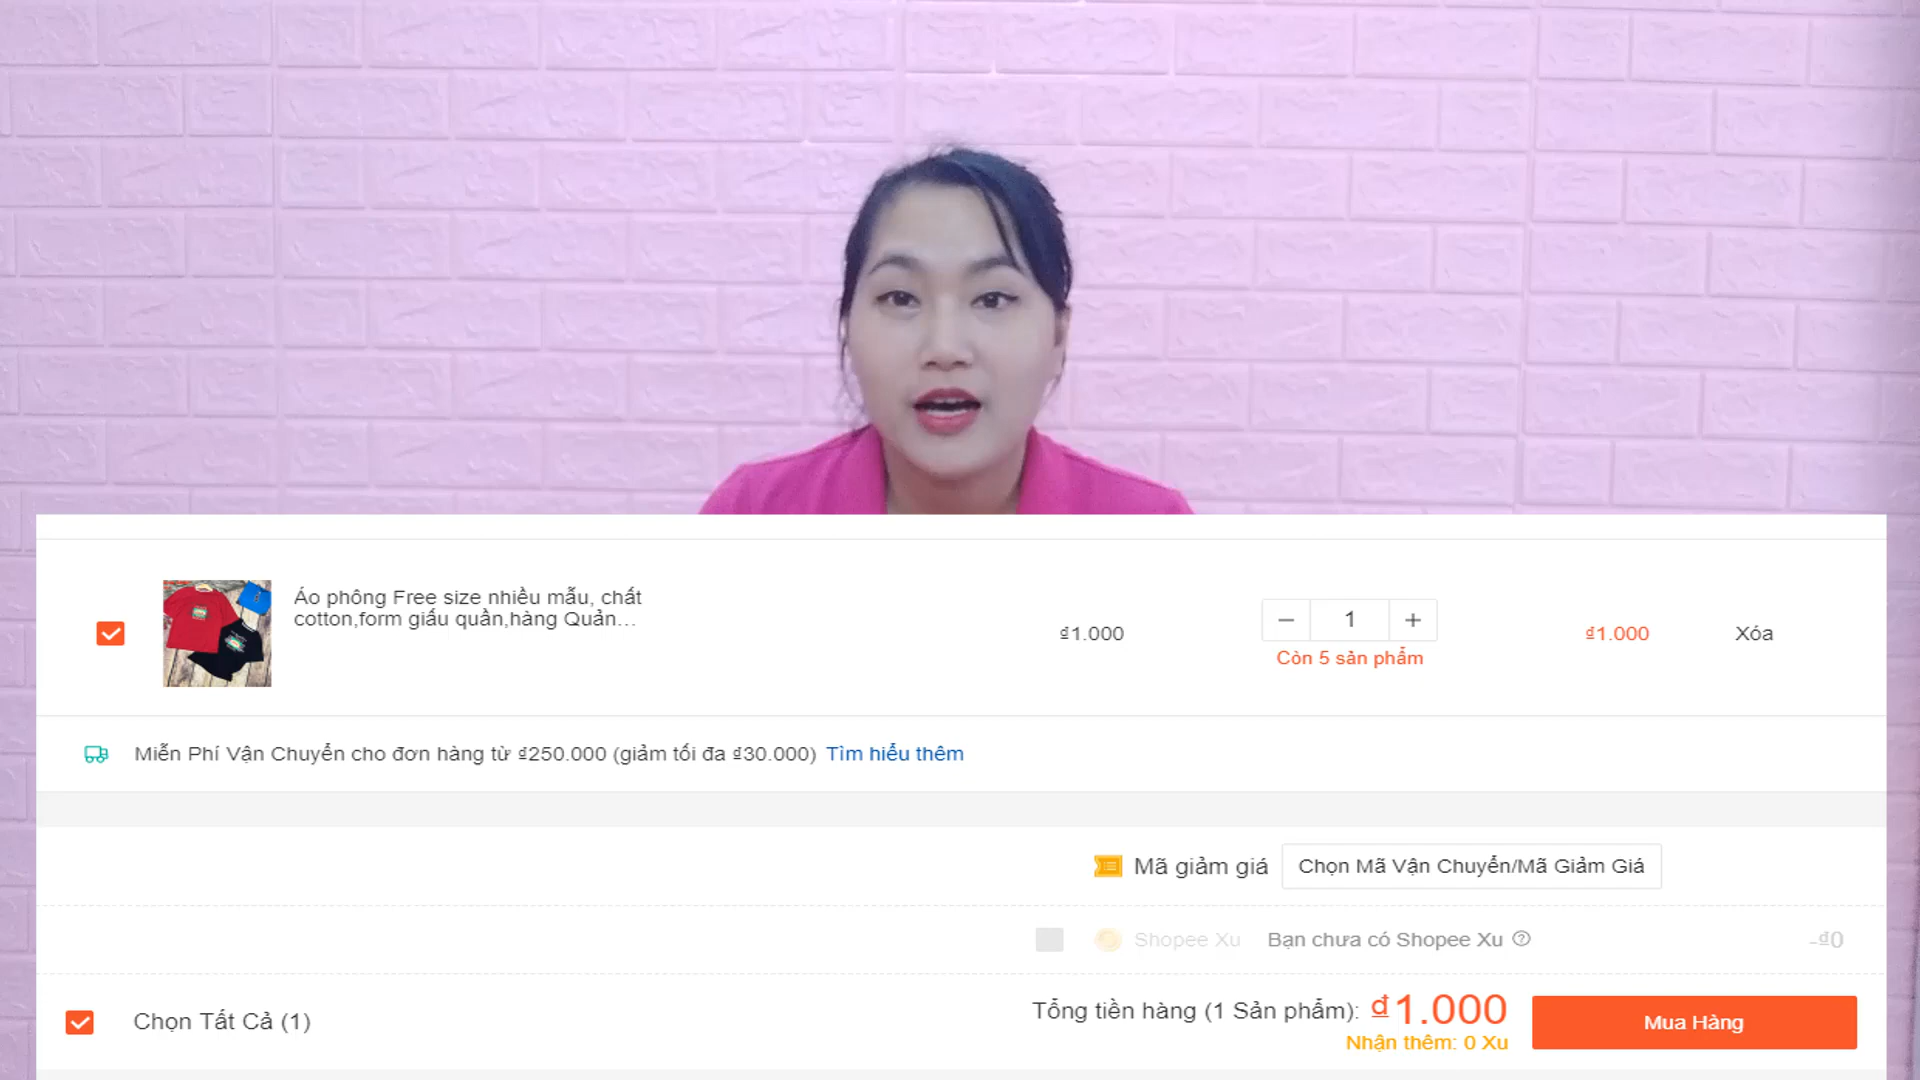 Áo phông Free size nhiều mẫu, chất
cotton,form giấu quần,hàng Quản...
₫1.000
1
Còn 5 sản phẩm
₫1.000
Xóa
Miễn Phí Vận Chuyển cho đơn hàng từ ₫250.000 (giảm tối đa ₫30.000) Tìm hiểu thêm
Mã giảm giá
Chọn Mã Vận Chuyển/Mã Giảm Giá
Shopee Xu
Bạn chưa có Shopee Xu
-₫0
Chọn Tất Cả (1)
Tổng tiền hàng (1 Sản phẩm): ₫1.000
Nhận thêm: 0 Xu
Mua Hàng